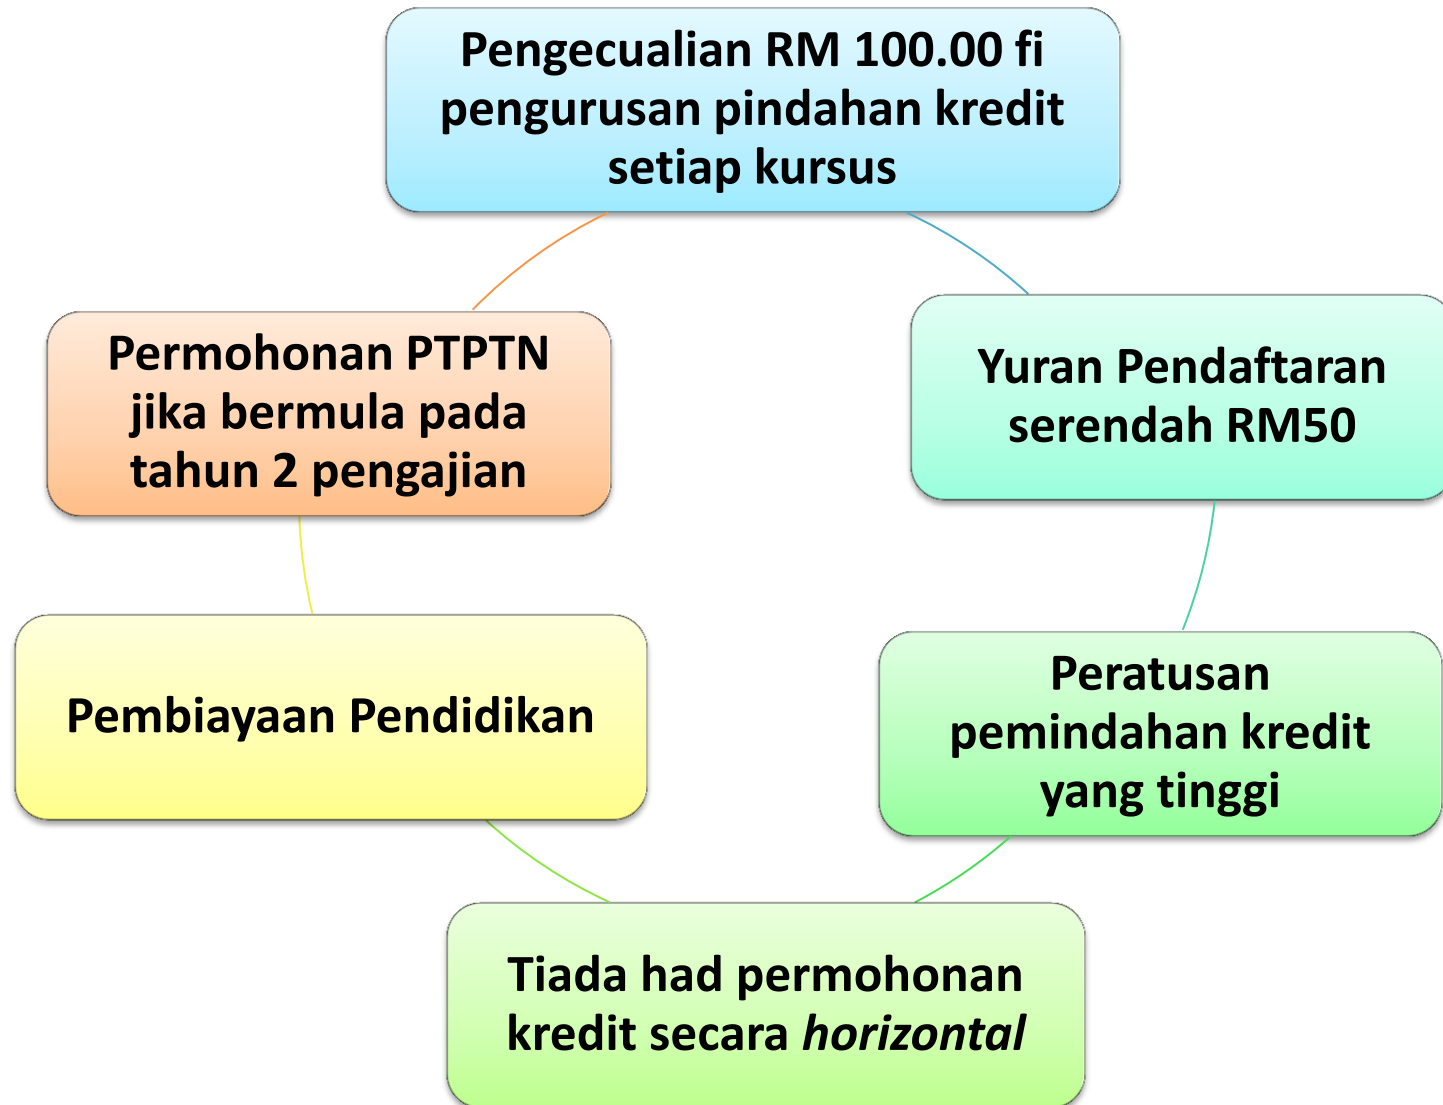 Pengecualian RM 100.00 fi
pengurusan pindahan kredit
setiap kursus
Yuran Pendaftaran
serendah RM50
Peratusan
pemindahan kredit
yang tinggi
Tiada had permohonan
kredit secara horizontal
Pembiayaan Pendidikan
Permohonan PTPTN
jika bermula pada
tahun 2 pengajian